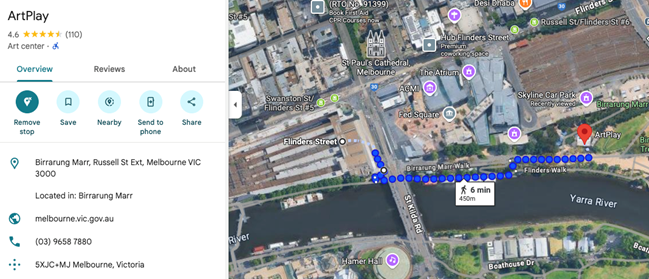 ArtPlay
4.6 ★★★★★ (110)
Art center ·
Overview
Reviews
About
Remove stop
Save
Nearby
Send to phone
Share
Birrarung Marr, Russell St Ext, Melbourne VIC
3000
Located in: Birrarung Marr
melbourne.vic.gov.au
(03) 9658 7880
5XJC+MJ Melbourne, Victoria
(RTO NO. 91399)
Book First Aid
CPR Courses now
Desi Dhaba
Flinders St
Russell St/Flinders St #6
Hub Flinders Street
Premium
coworking space
St Paul's Cathedral,
Melbourne
30
The Atrium
ACMI
Skyline Car Park
Recently viewed
Swanston St/
Flinders St #5
Fed Square
Birrarung Marr
ArtPlay
Flinders Street
Birrarung Marr Walk
Flinders Walk
6 min
450m
St Kilda Rd
Yarra River
River
Hamer Hall
Boathouse Dr